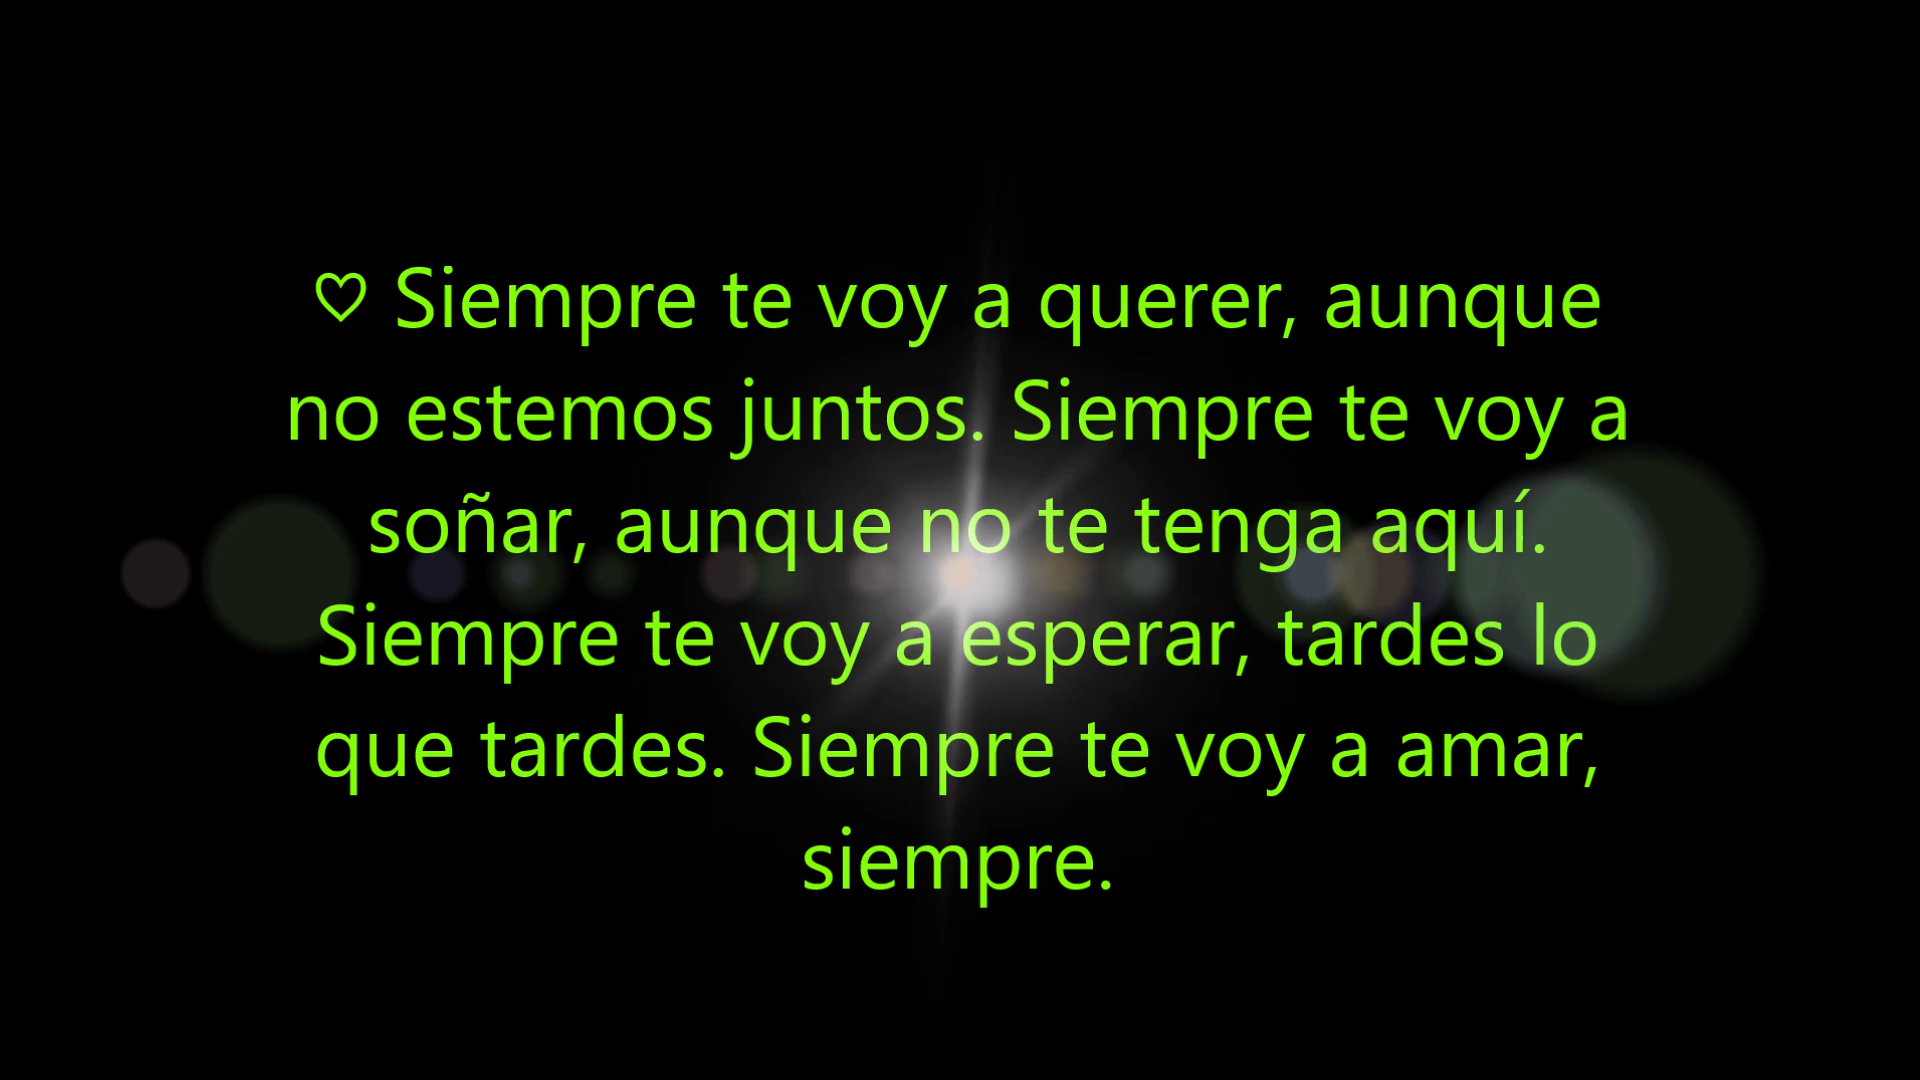 ♡ Siempre te voy a querer, aunque
no estemos juntos. Siempre te voy a
soñar, aunque no te tenga aquí.
Siempre te voy a esperar, tardes lo
que tardes. Siempre te voy a amar,
siempre.